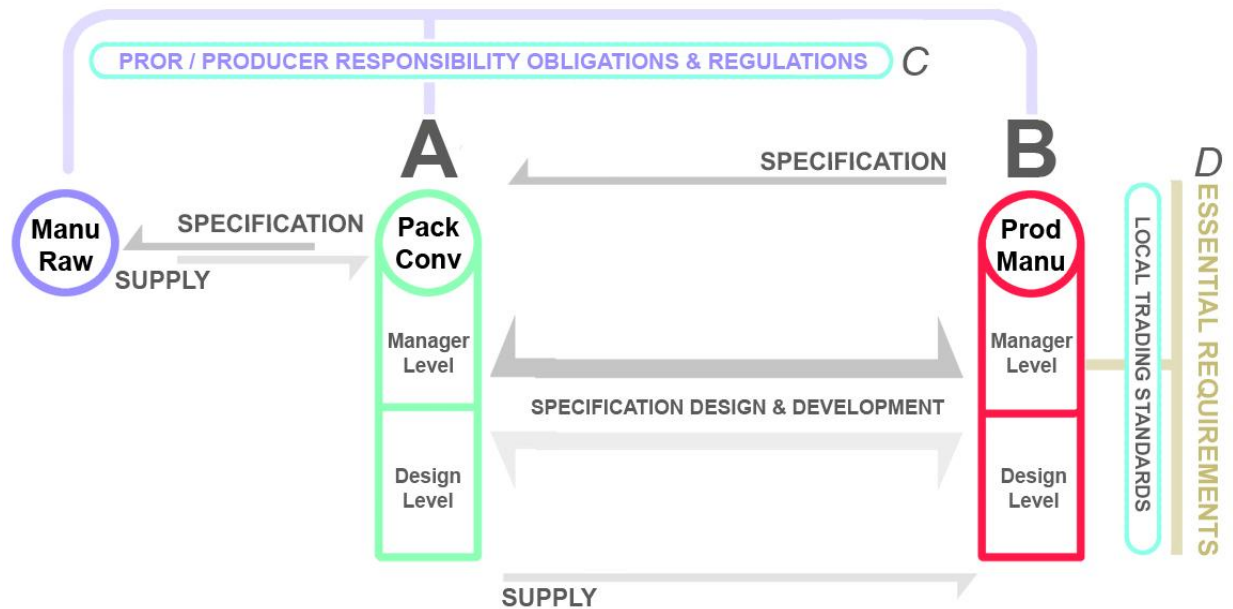 PROR / PRODUCER RESPONSIBILITY OBLIGATIONS & REGULATIONS
C
A
B
D
SPECIFICATION
Manu
Raw
SPECIFICATION
SUPPLY
Pack
Conv
Prod
Manu
Manager
Level
Manager
Level
SPECIFICATION DESIGN & DEVELOPMENT
Design
Level
Design
Level
LOCAL TRADING STANDARDS
ESSENTIAL REQUIREMENTS
SUPPLY